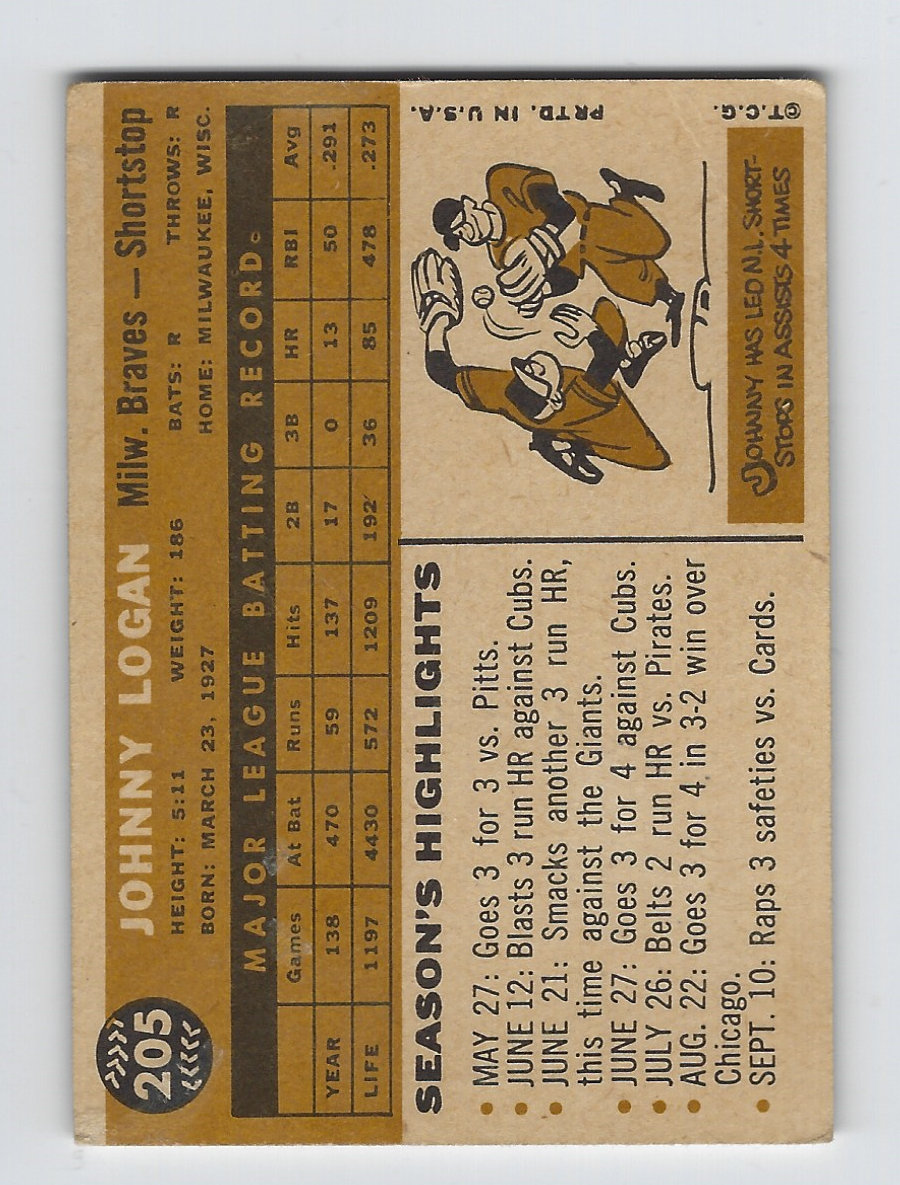 205
JOHNNY LOGAN Milw. Braves — Shortstop
HEIGHT: 5:11 WEIGHT: 186 BATS: R THROWS: R
BORN: MARCH 23, 1927 HOME: MILWAUKEE, WISC.
MAJOR LEAGUE BATTING RECORD
Games At Bat Runs Hits 2B 3B HR RBI Avg
YEAR 138 470 59 137 17 0 13 50 .291
LIFE 1197 4430 572 1209 192 36 85 478 .273
SEASON'S HIGHLIGHTS
• MAY 27: Goes 3 for 3 vs. Pitts.
• JUNE 12: Blasts 3 run HR against Cubs.
• JUNE 21: Smacks another 3 run HR,
this time against the Giants.
• JUNE 27: Goes 3 for 4 against Cubs.
• JULY 26: Belts 2 run HR vs. Pirates.
• AUG. 22: Goes 3 for 4 in 3-2 win over
Chicago.
• SEPT. 10: Raps 3 safeties vs. Cards.
JOHNNY HAS LED N.L. SHORT-
STOPS IN ASSISTS 4 TIMES
©T.C.G. PRTD. IN U.S.A.